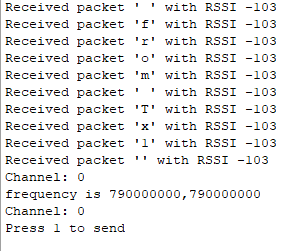 Received packet ' ' with RSSI -103
Received packet 'f' with RSSI -103
Received packet 'r' with RSSI -103
Received packet 'o' with RSSI -103
Received packet 'm' with RSSI -103
Received packet ' ' with RSSI -103
Received packet 'T' with RSSI -103
Received packet 'x' with RSSI -103
Received packet '1' with RSSI -103
Received packet '' with RSSI -103
Channel: 0
frequency is 790000000,790000000
Channel: 0
Press 1 to send